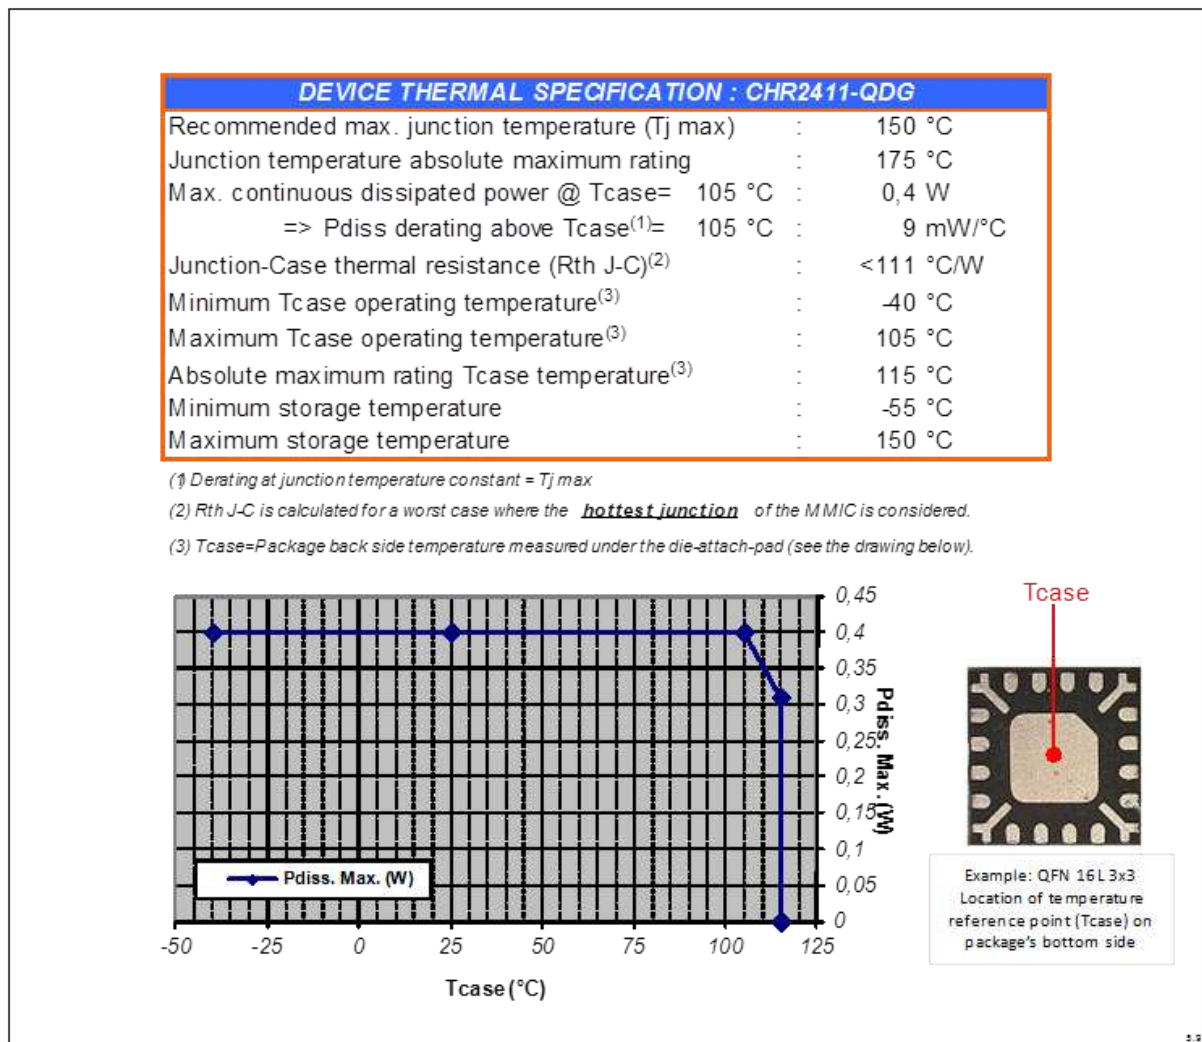 DEVICE THERMAL SPECIFICATION : CHR2411-QDG
Recommended max. junction temperature (Tj max) : 150 °C
Junction temperature absolute maximum rating : 175 °C
Max. continuous dissipated power @ Tcase= 105 °C : 0,4 W
=> Pdiss derating above Tcase(1)= 105 °C : 9 mW/°C
Junction-Case thermal resistance (Rth J-C)(2) : <111 °C/W
Minimum Tcase operating temperature(3) : -40 °C
Maximum Tcase operating temperature(3) : 105 °C
Absolute maximum rating Tcase temperature(3) : 115 °C
Minimum storage temperature : -55 °C
Maximum storage temperature : 150 °C
(1) Derating at junction temperature constant = Tj max
(2) Rth J-C is calculated for a worst case where the hottest junction of the MMIC is considered.
(3) Tcase=Package back side temperature measured under the die-attach-pad (see the drawing below).
0,45
0,4
0,35
0,3
0,25
0,2
0,15
0,1
0,05
0
Pdiss. Max. (W)
Pdiss. Max. (W)
-50 -25 0 25 50 75 100 125
Tcase (°C)
Tcase
Example: QFN 16L 3x3
Location of temperature
reference point (Tcase) on
package's bottom side